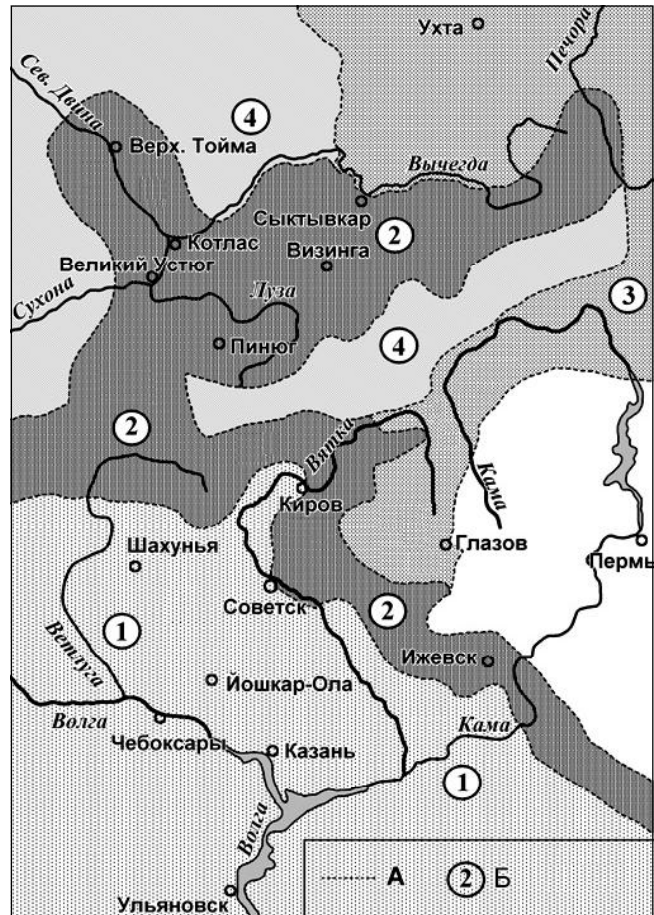 Ухта
Печора
Сев. Двина
4
Верх. Тойма
Вычегда
Сыктывкар
2
Котлас
Визинга
Великий Устюг
Сухона
Луза
3
Пинюг
4
2
Вятка
Кама
Киров
Глазов
Пермь
Шахунья
Советск
2
1
Ветлуга
Ижевск
Йошкар-Ола
Волга
Кама
Чебоксары
Казань
1
Волга
А
2 Б
Ульяновск